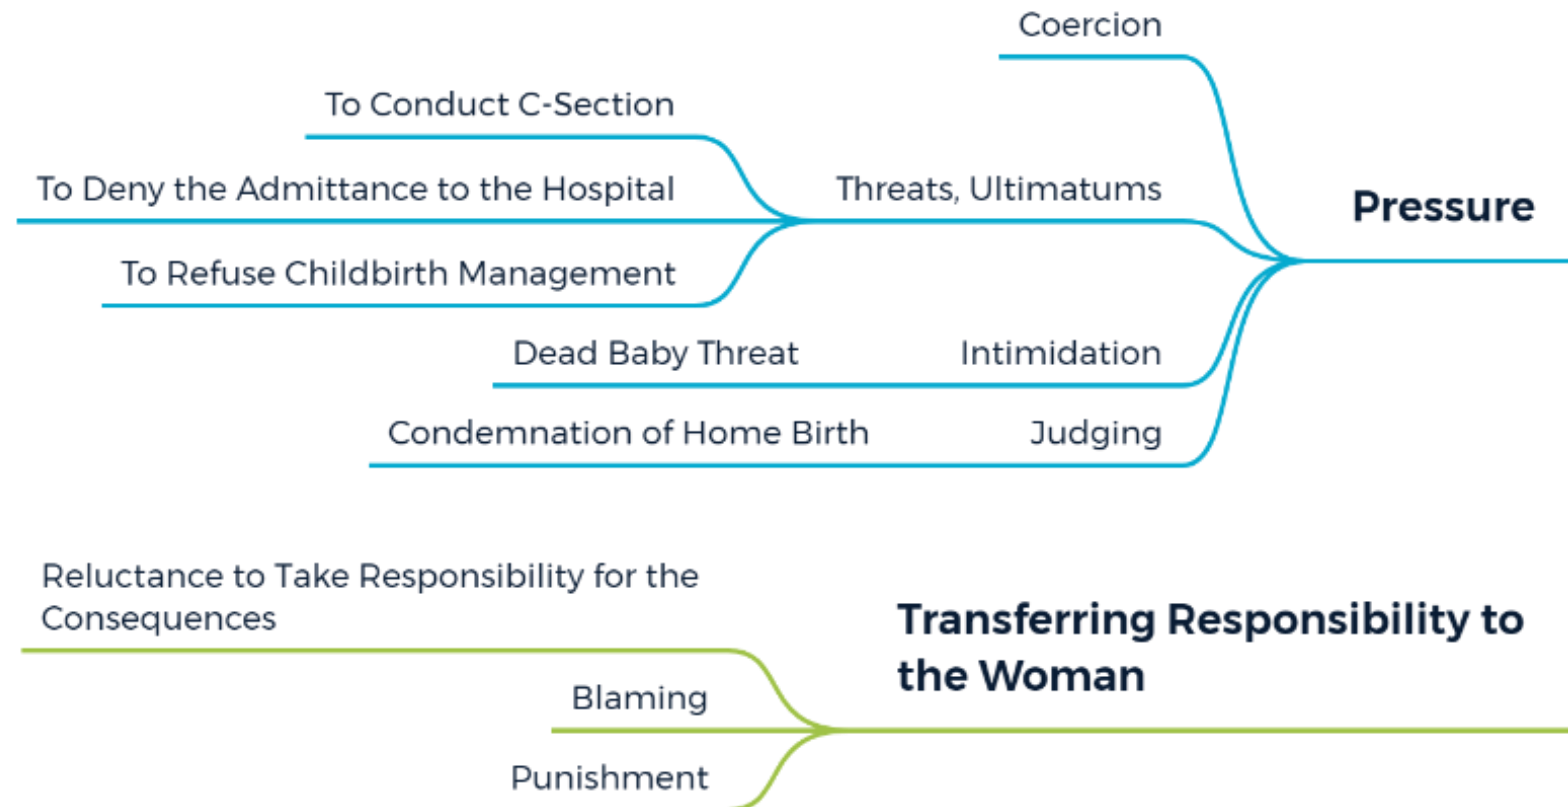 Coercion
To Conduct C-Section
To Deny the Admittance to the Hospital
Threats, Ultimatums
Pressure
To Refuse Childbirth Management
Dead Baby Threat
Intimidation
Condemnation of Home Birth
Judging
Reluctance to Take Responsibility for the
Consequences
Transferring Responsibility to
the Woman
Blaming
Punishment